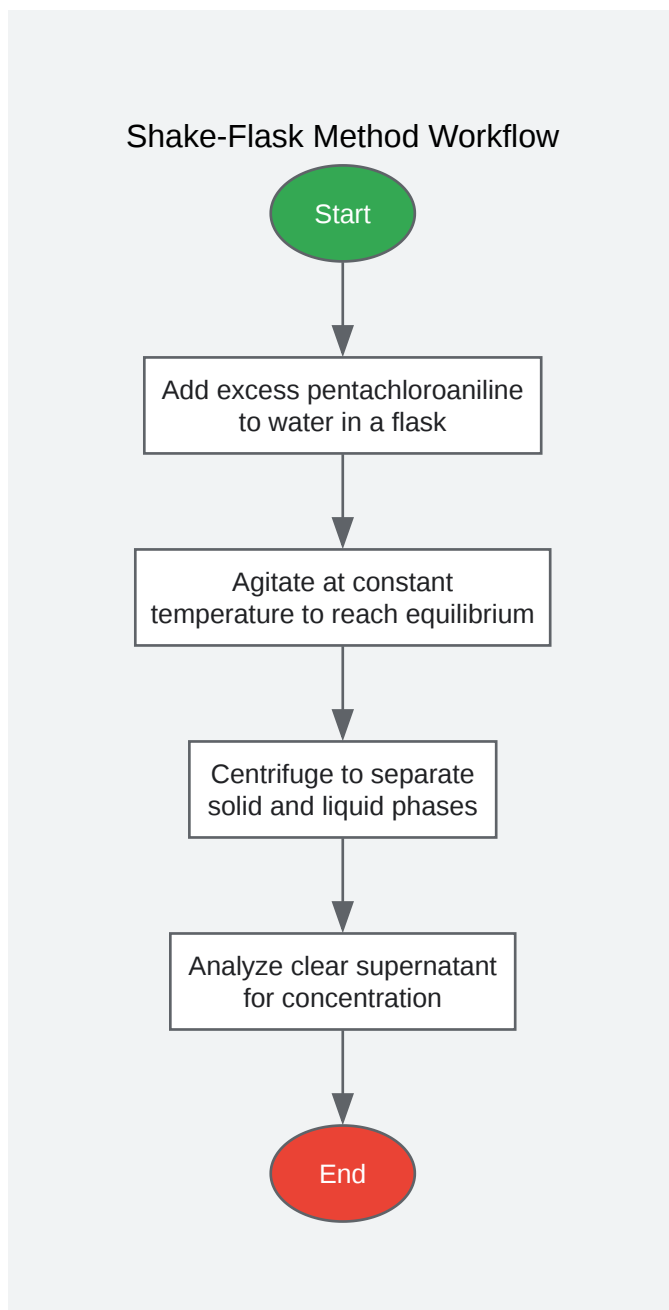 Shake-Flask Method Workflow
Start
Add excess pentachloroaniline
to water in a flask
Agitate at constant
temperature to reach equilibrium
Centrifuge to separate
solid and liquid phases
Analyze clear supernatant
for concentration
End